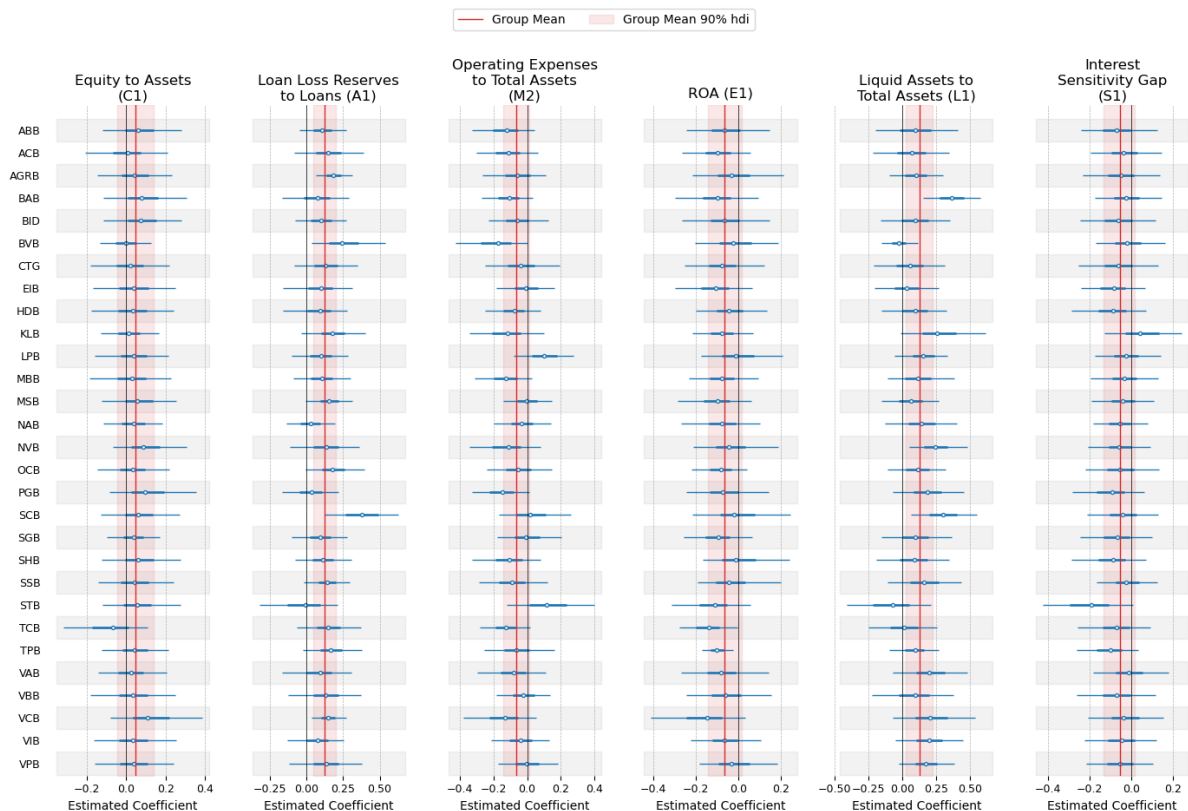 Group Mean Group Mean 90% hdi
Equity to Assets
(C1)
Loan Loss Reserves
to Loans (A1)
Operating Expenses
to Total Assets
(M2)
ROA (E1)
Liquid Assets to
Total Assets (L1)
Interest
Sensitivity Gap
(S1)
ABB
ACB
AGRB
BAB
BID
BVB
CTG
EIB
HDB
KLB
LPB
MBB
MSB
NAB
NVB
OCB
PGB
SCB
SGB
SHB
SSB
STB
TCB
TPB
VAB
VBB
VCB
VIB
VPB
−0.2 0.0 0.2 0.4
−0.25 0.00 0.25 0.50
−0.4 −0.2 0.0 0.2 0.4
−0.4 −0.2 0.0 0.2
−0.50 −0.25 0.00 0.25 0.50
−0.4 −0.2 0.0 0.2
Estimated Coefficient Estimated Coefficient Estimated Coefficient Estimated Coefficient Estimated Coefficient Estimated Coefficient